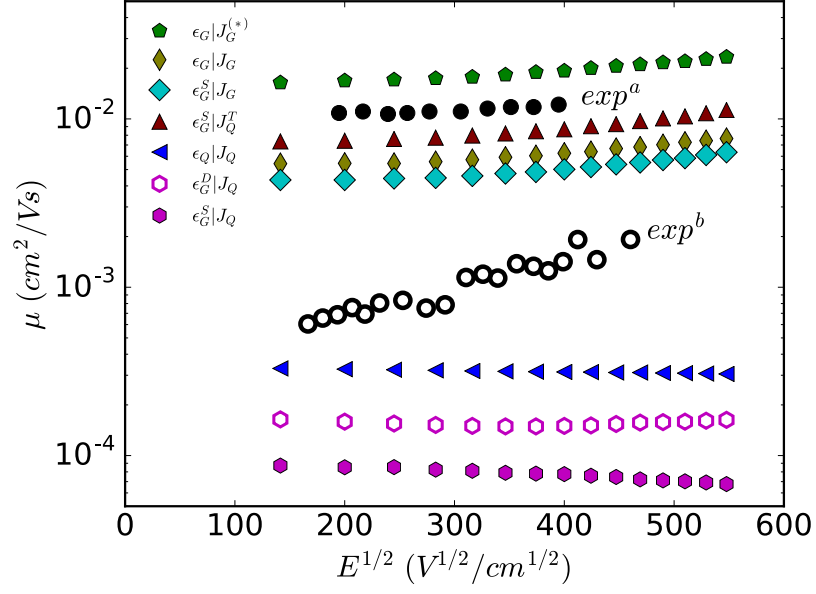 ϵ_G|J_G^(*)
ϵ_G|J_G
ϵ_G^S|J_G
ϵ_G^S|J_Q^T
ϵ_Q|J_Q
ϵ_G^D|J_Q
ϵ_G^S|J_Q
exp^a
exp^b
10^-2
10^-3
10^-4
μ (cm^2/Vs)
0 100 200 300 400 500 600
E^1/2 (V^1/2/cm^1/2)